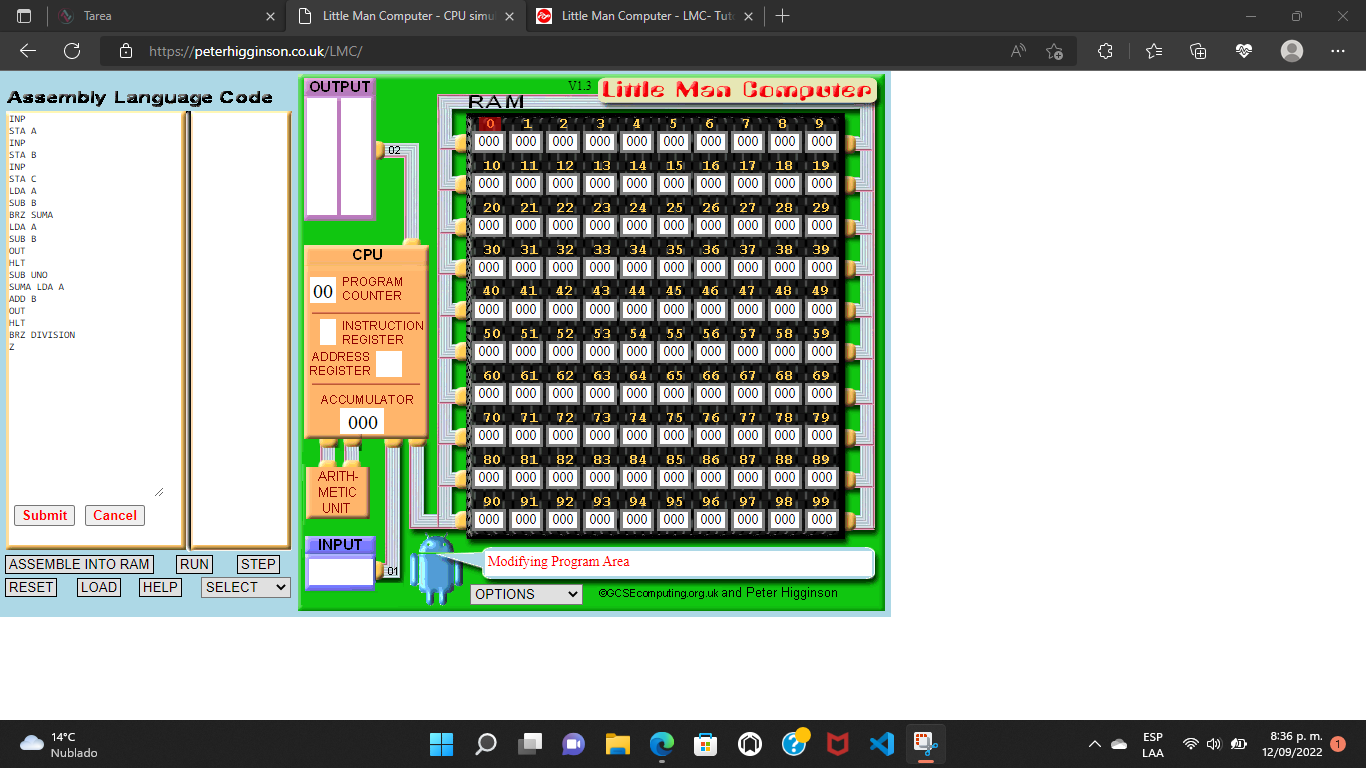 Tarea
Little Man Computer - CPU simu
Little Man Computer - LMC- Tuto
https://peterhigginson.co.uk/LMC/
Assembly Language Code
INP
STA A
INP
STA B
INP
STA C
LDA A
SUB B
BRZ SUMA
LDA A
SUB B
OUT
HLT
SUB UNO
SUMA LDA A
ADD B
OUT
HLT
BRZ DIVISION
Z
Submit Cancel
ASSEMBLE INTO RAM RUN STEP
RESET LOAD HELP SELECT
OUTPUT
02
CPU
00 PROGRAM
COUNTER
INSTRUCTION
REGISTER
ADDRESS
REGISTER
ACCUMULATOR
000
ARITH-
METIC
UNIT
INPUT
01
V1.3 Little Man Computer
RAM
0 1 2 3 4 5 6 7 8 9
000 000 000 000 000 000 000 000 000 000
10 11 12 13 14 15 16 17 18 19
000 000 000 000 000 000 000 000 000 000
20 21 22 23 24 25 26 27 28 29
000 000 000 000 000 000 000 000 000 000
30 31 32 33 34 35 36 37 38 39
000 000 000 000 000 000 000 000 000 000
40 41 42 43 44 45 46 47 48 49
000 000 000 000 000 000 000 000 000 000
50 51 52 53 54 55 56 57 58 59
000 000 000 000 000 000 000 000 000 000
60 61 62 63 64 65 66 67 68 69
000 000 000 000 000 000 000 000 000 000
70 71 72 73 74 75 76 77 78 79
000 000 000 000 000 000 000 000 000 000
80 81 82 83 84 85 86 87 88 89
000 000 000 000 000 000 000 000 000 000
90 91 92 93 94 95 96 97 98 99
000 000 000 000 000 000 000 000 000 000
Modifying Program Area
OPTIONS
©GCSEcomputing.org.uk and Peter Higginson
14°C
Nublado
ESP
LAA
8:36 p. m.
12/09/2022
1